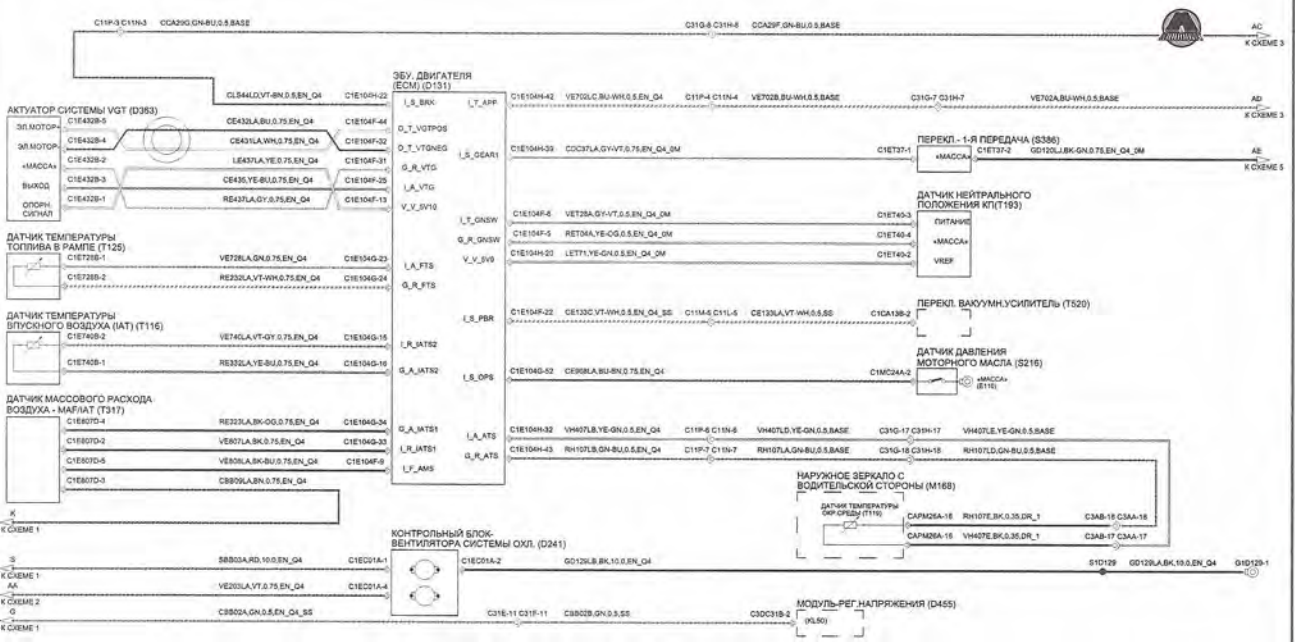 C11P-3 C11N-3 CCA29G,GN-BU,0.5,BASE C31G-8 C31H-8 CCA29F,GN-BU,0.5,BASE AC
К СХЕМЕ 3
ЭБУ. ДВИГАТЕЛЯ
(ECM) (D131)
CLS44LD,VT-BN,0.5,EN_Q4 C1E104H-22 I_S_BRK I_T_APP C1E104H-42 VE702LC,BU-WH,0.5,EN_Q4 C11P-4 C11N-4 VE702B,BU-WH,0.5,BASE C31G-7 C31H-7 VE702A,BU-WH,0.5,BASE AD
К СХЕМЕ 3
АКТУАТОР СИСТЕМЫ VGT (D363)
ЭЛ.МОТОР+ C1E432B-5 CE432LA,BU,0.75,EN_Q4 C1E104F-44 O_T_VGTPOS
ЭЛ.МОТОР- C1E432B-4 CE431LA,WH,0.75,EN_Q4 C1E104F-32 O_T_VTGNEG
«МАССА» C1E432B-2 LE437LA,YE,0.75,EN_Q4 C1E104F-31 G_R_VTG
ВЫХОД C1E432B-3 CE435,YE-BU,0.75,EN_Q4 C1E104F-25 I_A_VTG
ОПОРН.
СИГНАЛ C1E432B-1 RE437LA,GY,0.75,EN_Q4 C1E104F-13 V_V_5V10
ПЕРЕКЛ.- 1-Я ПЕРЕДАЧА (S386)
I_S_GEAR1 C1E104H-39 CDC37LA,GY-VT,0.75,EN_Q4_DM C1ET37-1 «МАССА» C1ET37-2 GD120LJ,BK-GN,0.75,EN_Q4_DM AE
К СХЕМЕ 5
ДАТЧИК НЕЙТРАЛЬНОГО
ПОЛОЖЕНИЯ КП(T193)
I_T_GNSW C1E104F-6 VET28A,GY-VT,0.5,EN_Q4_DM C1ET40-3 ПИТАНИЕ
G_R_GNSW C1E104F-5 RET04A,YE-OG,0.5,EN_Q4_DM C1ET40-4 «МАССА»
V_V_5V9 C1E104H-20 LET71,YE-GN,0.5,EN_Q4_DM C1ET40-2 VREF
ДАТЧИК ТЕМПЕРАТУРЫ
ТОПЛИВА В РАМПЕ (T125)
C1E728B-1 VE728LA,GN,0.75,EN_Q4 C1E104G-23 I_A_FTS
C1E728B-2 RE232LA,VT-WH,0.75,EN_Q4 C1E104G-24 G_R_FTS
ПЕРЕКЛ. ВАКУУМН.УСИЛИТЕЛЬ (T520)
I_S_PBR C1E104F-22 CE133C,VT-WH,0.5,EN_Q4_SS C11M-5 C11L-5 CE133LA,VT-WH,0.5,SS C1CA13B-2
ДАТЧИК ТЕМПЕРАТУРЫ
ВПУСКНОГО ВОЗДУХА (IAT) (T116)
C1E740B-2 VE740LA,VT-GY,0.75,EN_Q4 C1E104G-15 I_R_IATS2
C1E740B-1 RE332LA,YE-BU,0.75,EN_Q4 C1E104G-16 G_A_IATS2
ДАТЧИК ДАВЛЕНИЯ
МОТОРНОГО МАСЛА (S216)
I_S_OPS C1E104G-52 CE908LA,BU-BN,0.75,EN_Q4 C1MC24A-2 «МАССА»
(E116)
ДАТЧИК МАССОВОГО РАСХОДА
ВОЗДУХА - MAF/IAT (T317)
C1E807D-4 RE323LA,BK-OG,0.75,EN_Q4 C1E104G-34 G_A_IATS1
C1E807D-2 VE807LA,BK,0.75,EN_Q4 C1E104G-33 I_R_IATS1
C1E807D-5 VE808LA,BK-BU,0.75,EN_Q4 C1E104F-9 I_F_AMS
C1E807D-3 CBB09LA,BN,0.75,EN_Q4
K
К СХЕМЕ 1
I_A_ATS C1E104H-32 VH407LB,YE-GN,0.5,EN_Q4 C11P-6 C11N-6 VH407LD,YE-GN,0.5,BASE C31G-17 C31H-17 VH407LE,YE-GN,0.5,BASE
G_R_ATS C1E104H-43 RH107LB,GN-BU,0.5,EN_Q4 C11P-7 C11N-7 RH107LA,GN-BU,0.5,BASE C31G-18 C31H-18 RH107LD,GN-BU,0.5,BASE
НАРУЖНОЕ ЗЕРКАЛО С
ВОДИТЕЛЬСКОЙ СТОРОНЫ (M168)
ДАТЧИК ТЕМПЕРАТУРЫ
ОКР.СРЕДЫ (T119)
CAPM26A-16 RH107E,BK,0.35,DR_1 C3AB-18 C3AA-18
CAPM26A-16 VH407E,BK,0.35,DR_1 C3AB-17 C3AA-17
КОНТРОЛЬНЫЙ БЛОК-
ВЕНТИЛЯТОРА СИСТЕМЫ ОХЛ. (D241)
S
К СХЕМЕ 1
SBB03A,RD,10.0,EN_Q4 C1EC01A-1 C1EC01A-2 GD129LB,BK,10.0,EN_Q4 S1D129 GD129LA,BK,10.0,EN_Q4 G1D129-1
AA
К СХЕМЕ 2
VE203LA,VT,0.75,EN_Q4 C1EC01A-4
G
К СХЕМЕ 1
CBB02A,GN,0.5,EN_Q4_SS C31E-11 C31F-11 CBB02B,GN,0.5,SS C3DC31B-2 (KL50)
МОДУЛЬ-РЕГ.НАПРЯЖЕНИЯ (D455)